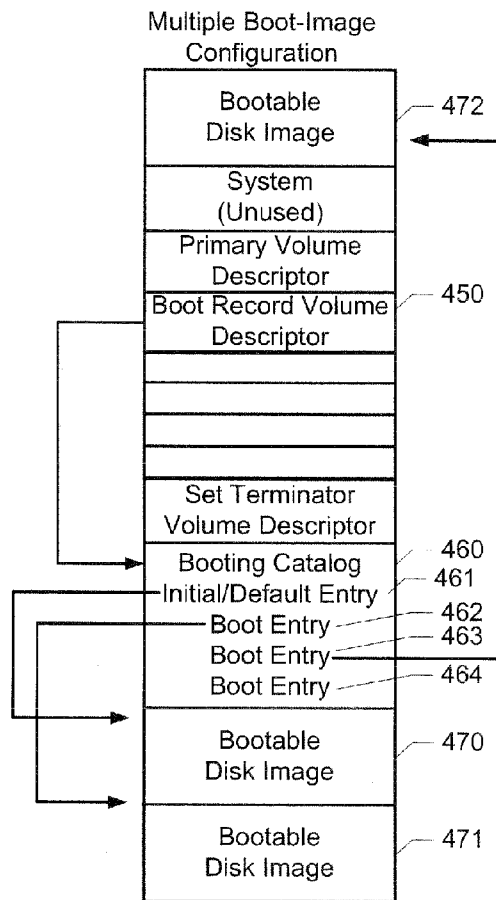 Multiple Boot-Image
Configuration
Bootable
Disk Image
472
System
(Unused)
Primary Volume
Descriptor
450
Boot Record Volume
Descriptor
Set Terminator
Volume Descriptor
460
Booting Catalog
461
Initial/Default Entry
462
Boot Entry
463
Boot Entry
464
Boot Entry
Bootable
470
Disk Image
Bootable
471
Disk Image